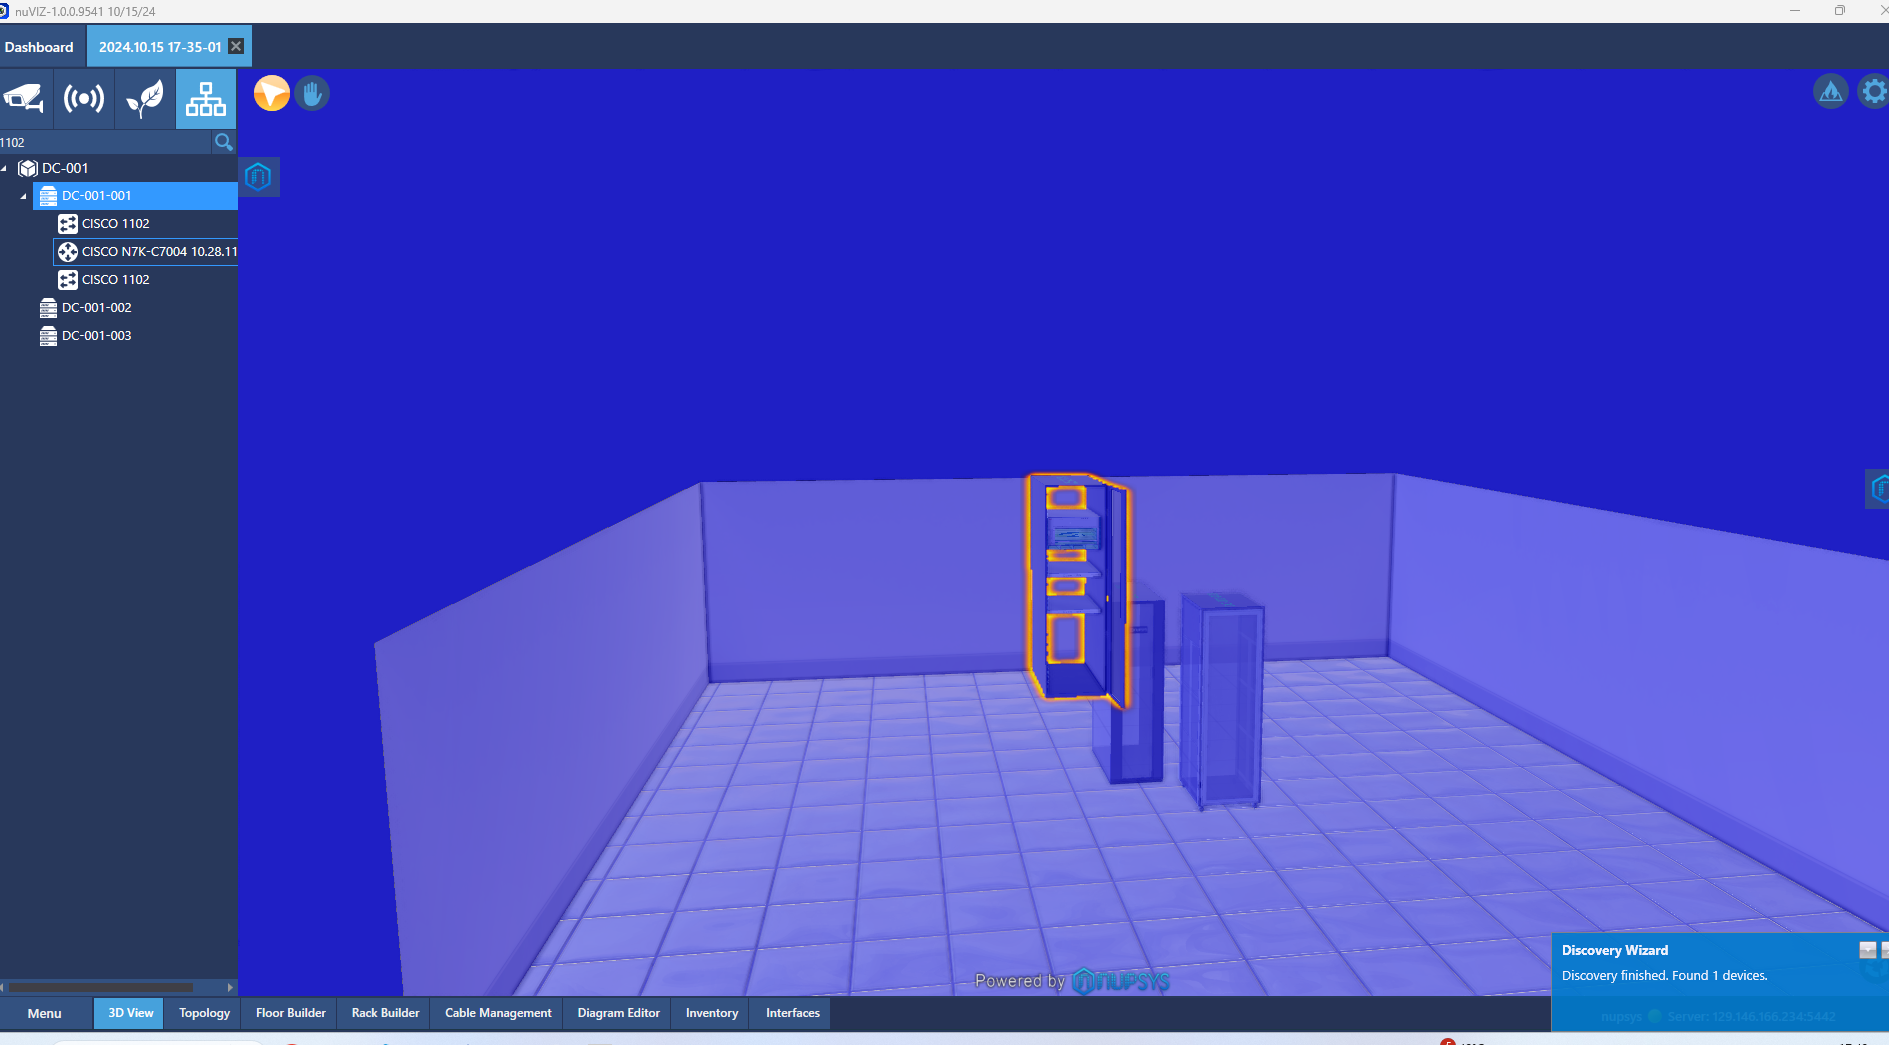 nuVIZ-1.0.0.9541 10/15/24
Dashboard
2024.10.15 17-35-01
1102
DC-001
DC-001-001
CISCO 1102
CISCO N7K-C7004 10.28.11
CISCO 1102
DC-001-002
DC-001-003
Powered by nUPSYS
Discovery Wizard
Discovery finished. Found 1 devices.
nupsys Server: 129.146.166.234:5442
Menu
3D View
Topology
Floor Builder
Rack Builder
Cable Management
Diagram Editor
Inventory
Interfaces